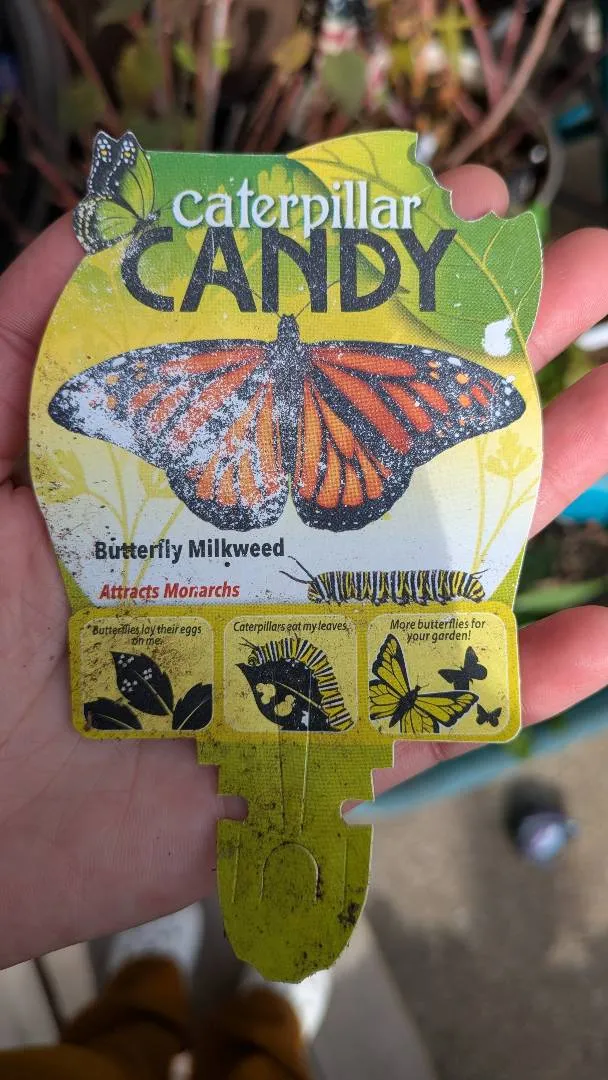 caterpillar
CANDY
Butterfly Milkweed
Attracts Monarchs
Butterflies lay their eggs
on me.
Caterpillars eat my leaves.
More butterflies for
your garden!